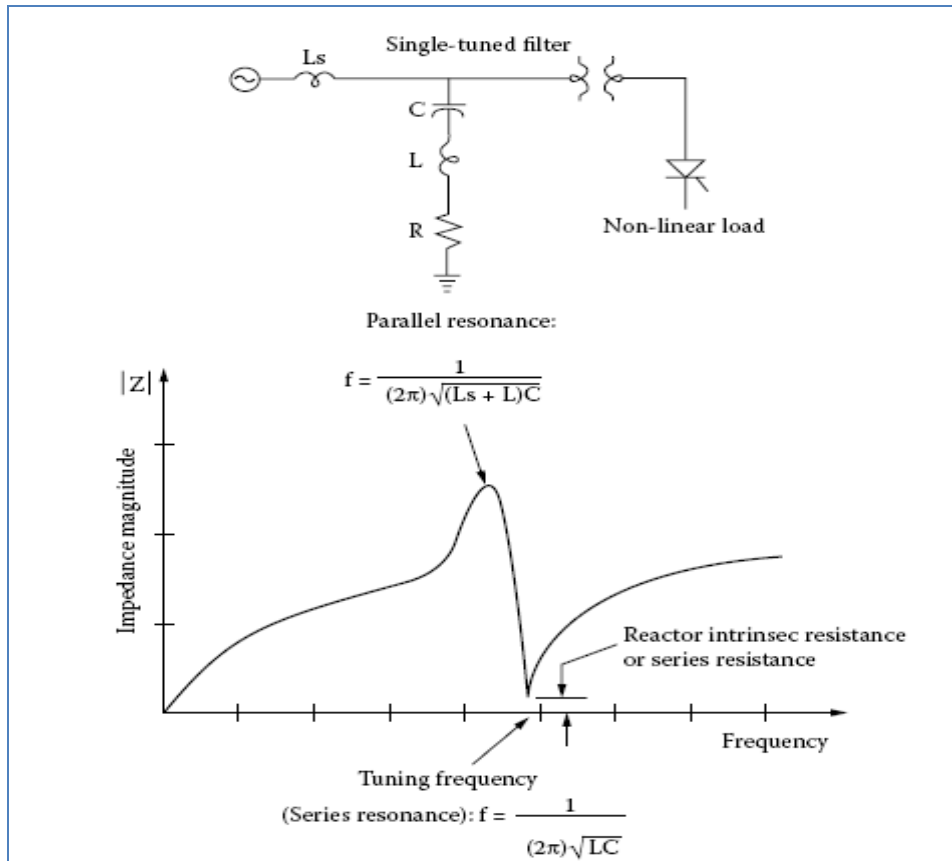 Single-tuned filter
Ls
C
L
R
Non-linear load
Parallel resonance:
f = 1 / (2π)√(Ls + L)C
|Z|
Impedance magnitude
Reactor intrinsec resistance
or series resistance
Frequency
Tuning frequency
(Series resonance): f = 1 / (2π)√LC